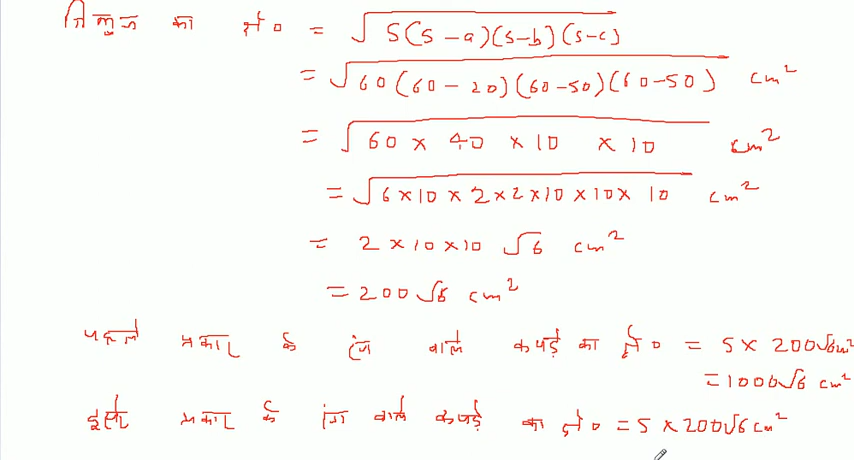 त्रिभुज का क्षे० = √s(s-a)(s-b)(s-c)
= √60(60-20)(60-50)(60-50) cm²
= √60 × 40 × 10 × 10 cm²
= √6×10×2×2×10×10×10 cm²
= 2×10×10 √6 cm²
= 200√6 cm²
पहले प्रकार के रंग वाले कपड़े का क्षे० = 5 × 200√6cm²
= 1000√6 cm²
दूसरे प्रकार के रंग वाले कपड़े का क्षे० = 5 × 200√6 cm²